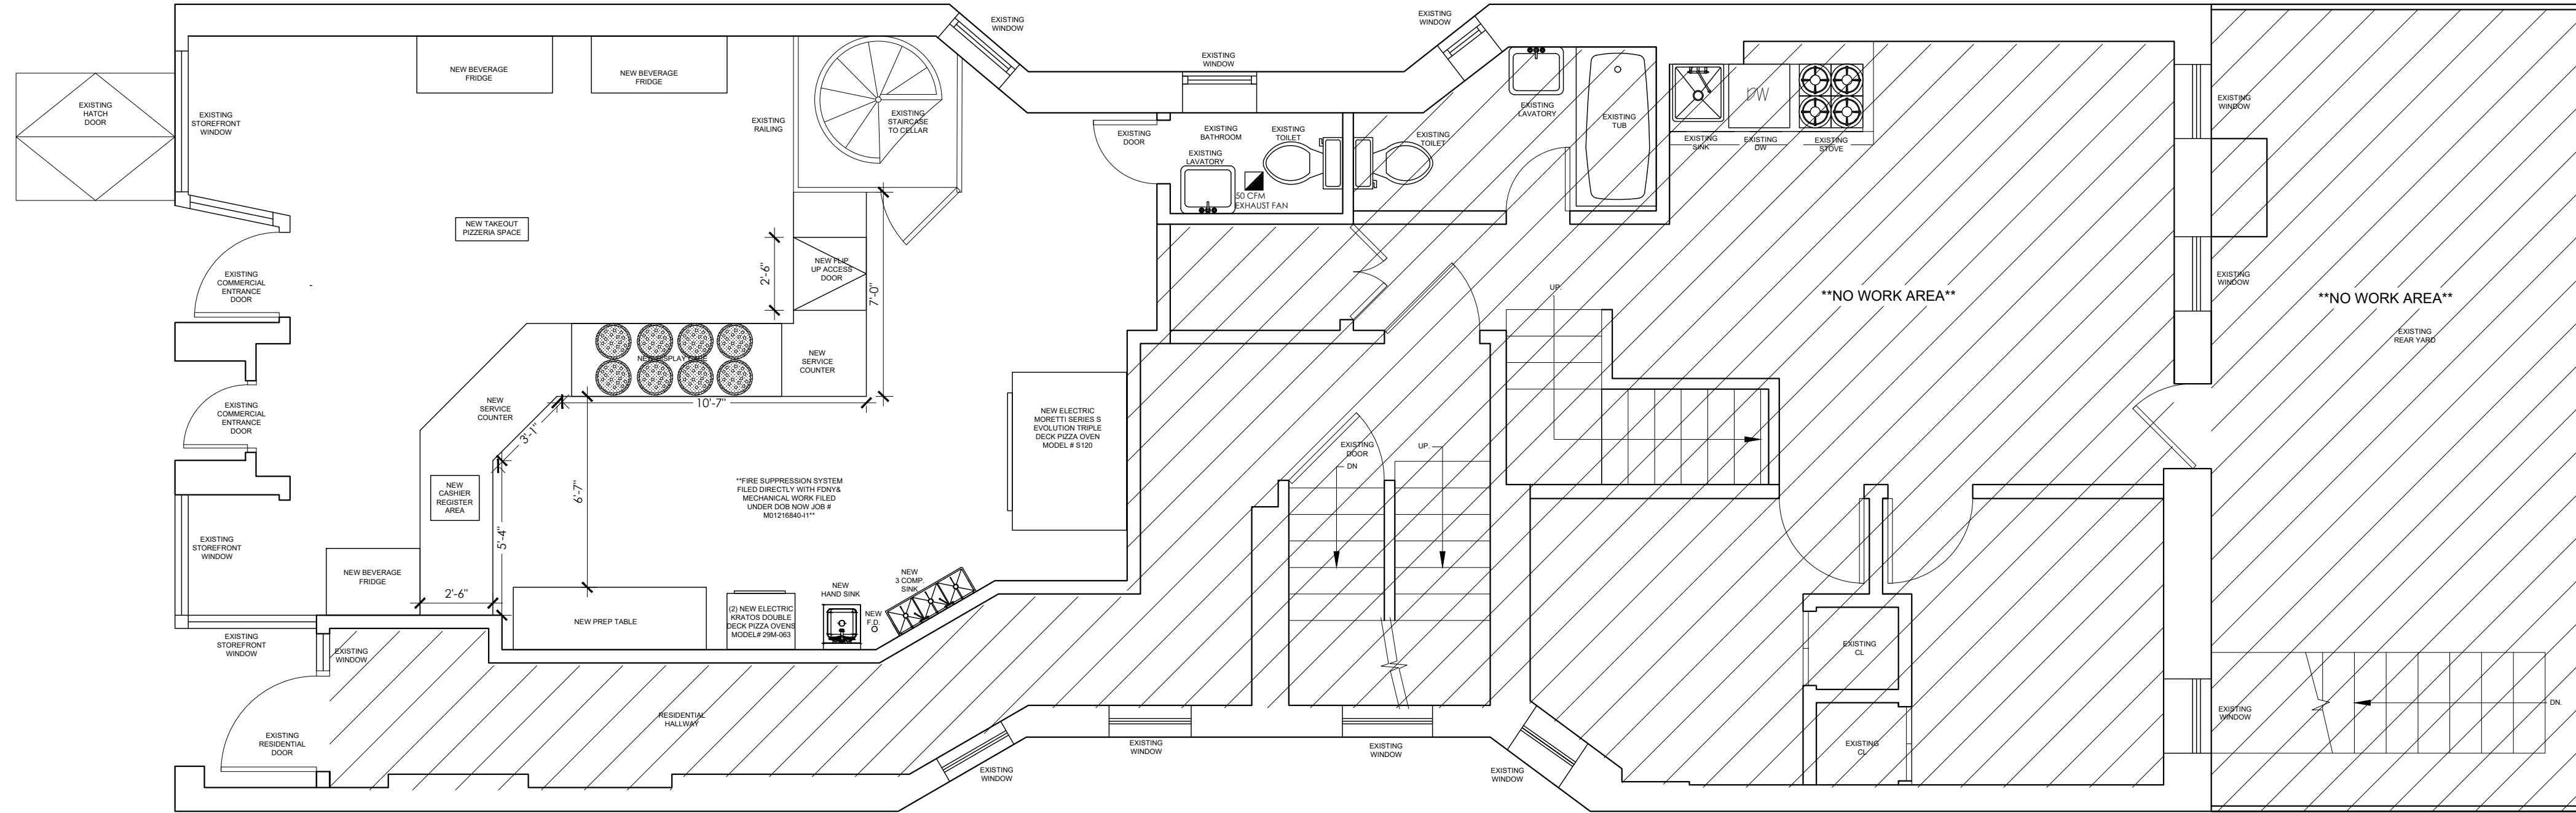 EXISTING
HATCH
DOOR
EXISTING
STOREFRONT
WINDOW
NEW BEVERAGE
FRIDGE
NEW BEVERAGE
FRIDGE
EXISTING
RAILING
EXISTING
STAIRCASE
TO CELLAR
EXISTING
WINDOW
EXISTING
WINDOW
EXISTING
WINDOW
EXISTING
DOOR
EXISTING
BATHROOM
EXISTING
TOILET
EXISTING
LAVATORY
50 CFM
EXHAUST FAN
EXISTING
TOILET
EXISTING
LAVATORY
EXISTING
TUB
EXISTING
SINK
DW
EXISTING
DW
EXISTING
STOVE
EXISTING
WINDOW
EXISTING
WINDOW
NEW TAKEOUT
PIZZERIA SPACE
EXISTING
COMMERCIAL
ENTRANCE
DOOR
-
2'-6"
NEW FLIP
UP ACCESS
DOOR
7'-0"
**NO WORK AREA**
**NO WORK AREA**
EXISTING
REAR YARD
UP.
NEW DISPLAY CASE
NEW
SERVICE
COUNTER
10'-7"
NEW
SERVICE
COUNTER
3'-1"
EXISTING
COMMERCIAL
ENTRANCE
DOOR
NEW ELECTRIC
MORETTI SERIES S
EVOLUTION TRIPLE
DECK PIZZA OVEN
MODEL # S120
EXISTING
DOOR
DN
UP.
NEW
CASHIER
REGISTER
AREA
6'-7"
5'-4"
**FIRE SUPPRESSION SYSTEM
FILED DIRECTLY WITH FDNY&
MECHANICAL WORK FILED
UNDER DOB NOW JOB #
M01216840-I1**
EXISTING
STOREFRONT
WINDOW
NEW BEVERAGE
FRIDGE
2'-6"
NEW PREP TABLE
(2) NEW ELECTRIC
KRATOS DOUBLE
DECK PIZZA OVENS
MODEL# 29M-063
NEW
HAND SINK
NEW
F.D.
NEW
3 COMP.
SINK
EXISTING
STOREFRONT
WINDOW
EXISTING
WINDOW
RESIDENTIAL
HALLWAY
EXISTING
RESIDENTIAL
DOOR
EXISTING
WINDOW
EXISTING
WINDOW
EXISTING
WINDOW
EXISTING
WINDOW
EXISTING
CL
EXISTING
CL
EXISTING
WINDOW
DN.